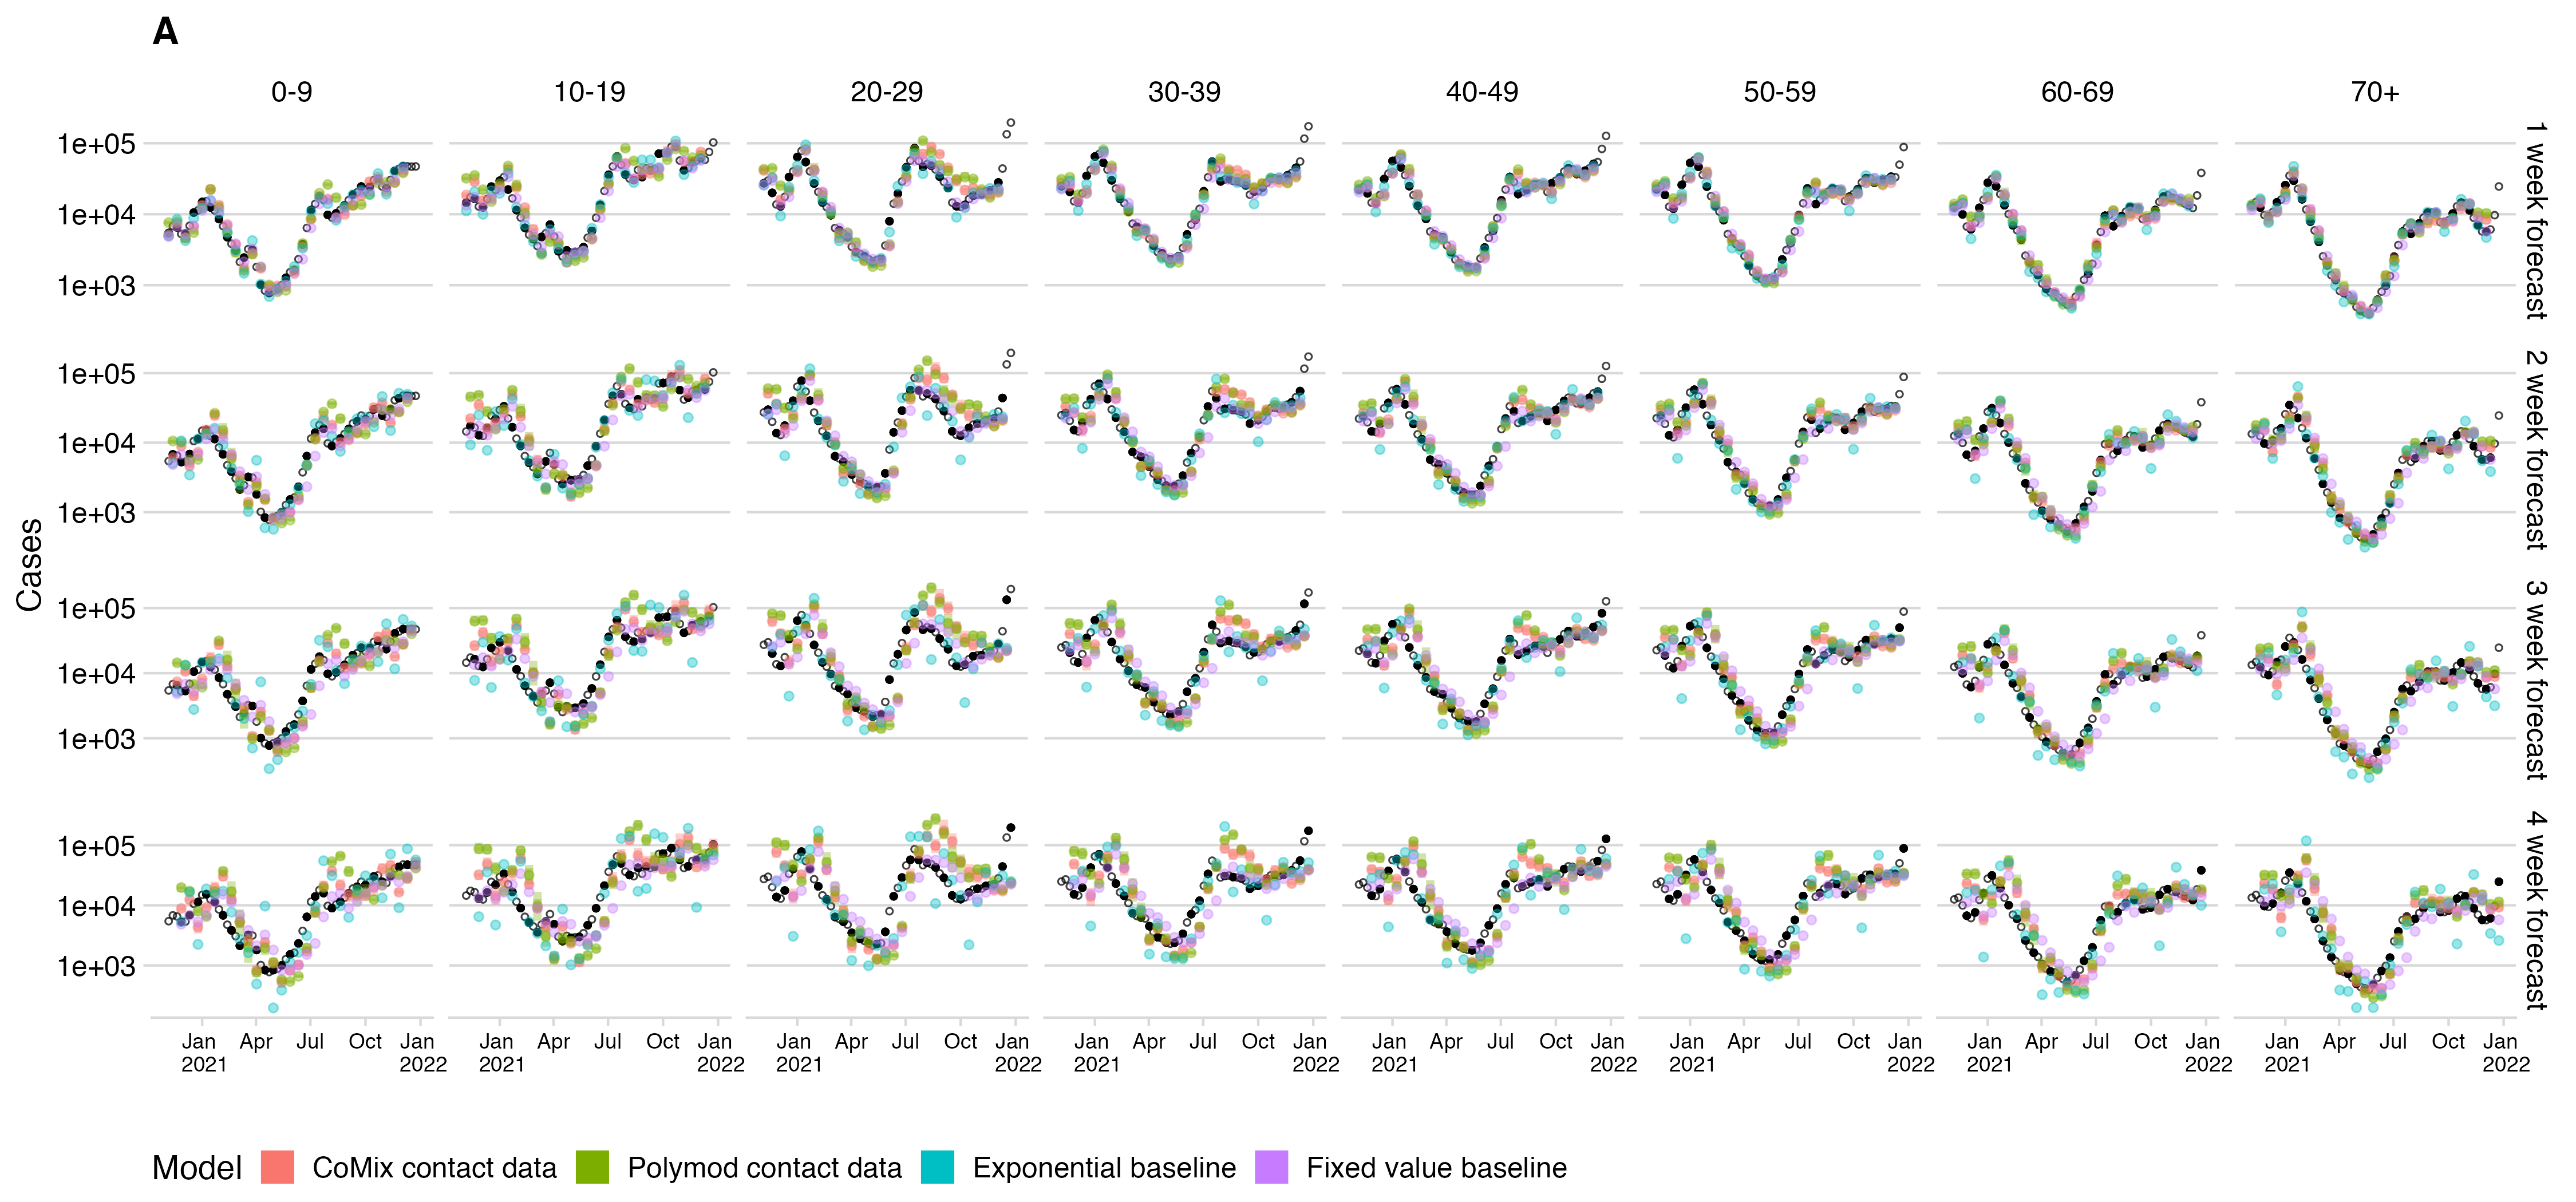 A
0-9 10-19 20-29 30-39 40-49 50-59 60-69 70+
Cases
1e+05
1e+04
1e+03
1 week forecast
1e+05
1e+04
1e+03
2 week forecast
1e+05
1e+04
1e+03
3 week forecast
1e+05
1e+04
1e+03
4 week forecast
Jan Apr Jul Oct Jan Jan Apr Jul Oct Jan Jan Apr Jul Oct Jan Jan Apr Jul Oct Jan Jan Apr Jul Oct Jan Jan Apr Jul Oct Jan Jan Apr Jul Oct Jan Jan Apr Jul Oct Jan
2021 2022 2021 2022 2021 2022 2021 2022 2021 2022 2021 2022 2021 2022 2021 2022
Model CoMix contact data Polymod contact data Exponential baseline Fixed value baseline